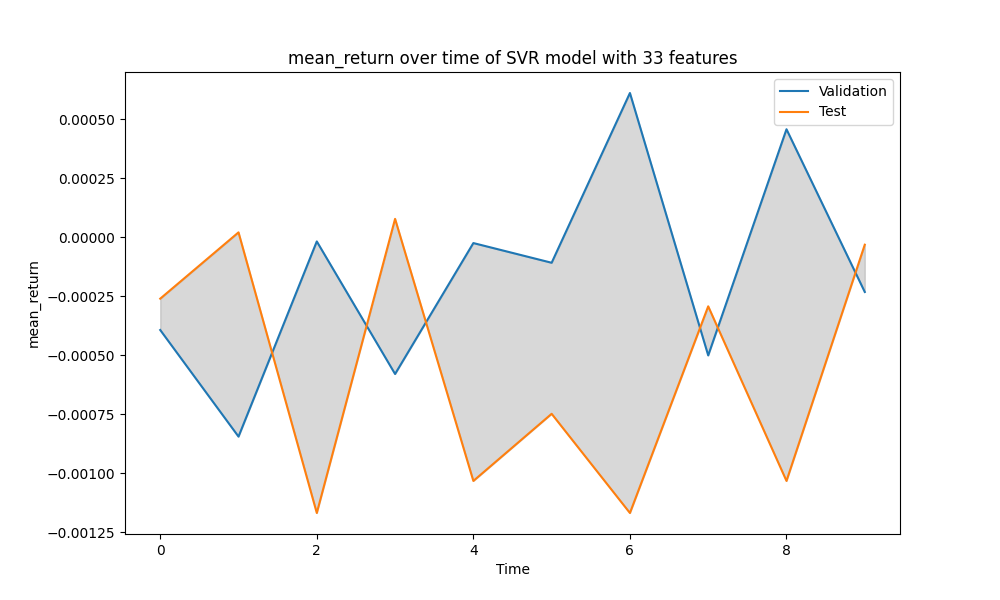 mean_return over time of SVR model with 33 features
Validation
Test
0.00050
0.00025
0.00000
−0.00025
−0.00050
−0.00075
−0.00100
−0.00125
mean_return
0 2 4 6 8
Time